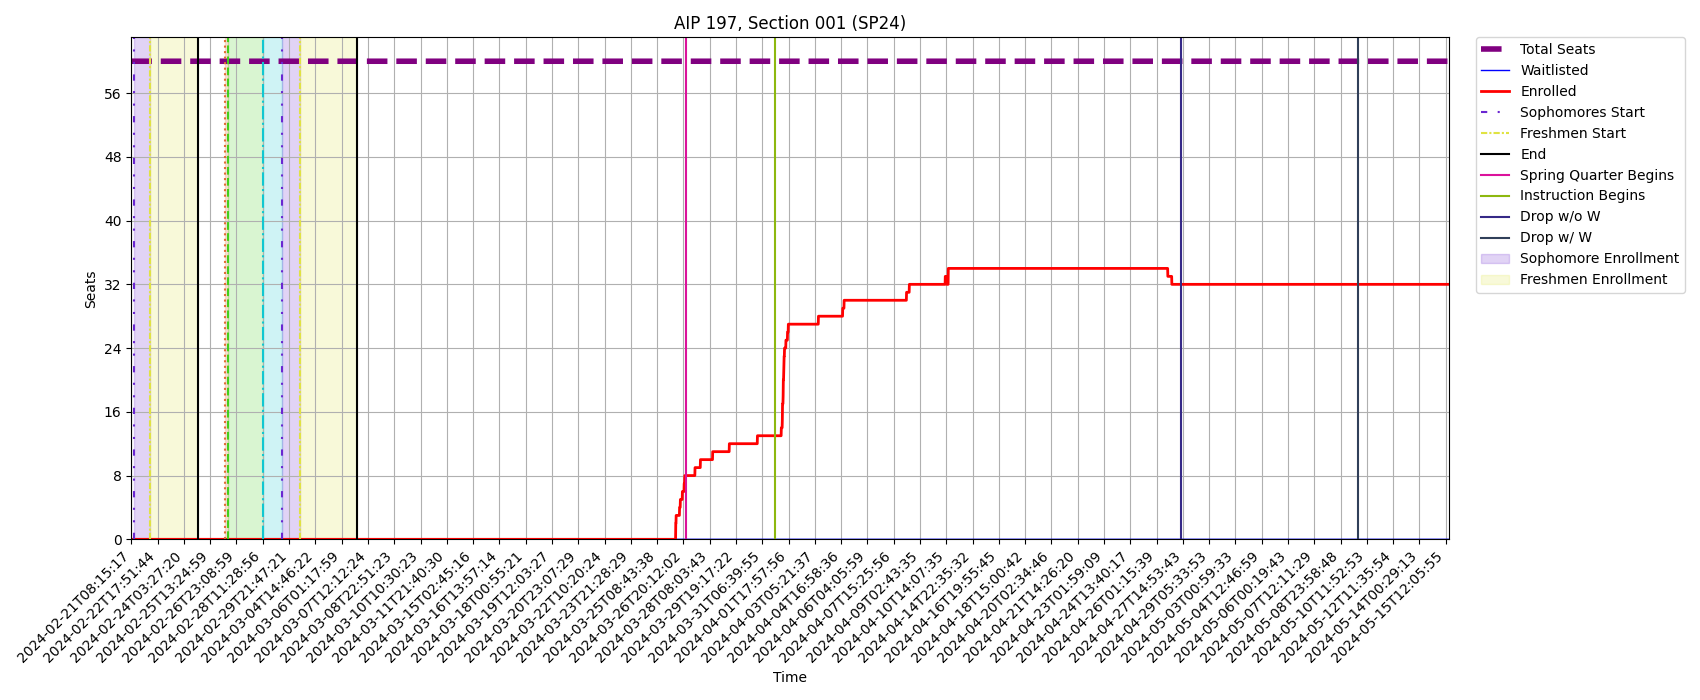 AIP 197, Section 001 (SP24)
Seats
56
48
40
32
24
16
8
0
2024-02-21T08:15:17
2024-02-22T17:51:44
2024-02-24T03:27:20
2024-02-25T13:24:59
2024-02-26T23:08:59
2024-02-28T11:28:56
2024-02-29T21:47:21
2024-03-04T14:46:22
2024-03-06T01:17:59
2024-03-07T12:12:24
2024-03-08T22:51:23
2024-03-10T10:30:23
2024-03-11T21:40:30
2024-03-15T02:45:16
2024-03-16T13:57:14
2024-03-18T00:55:21
2024-03-19T12:03:27
2024-03-20T23:07:29
2024-03-22T10:20:24
2024-03-23T21:28:29
2024-03-25T08:43:38
2024-03-26T20:12:02
2024-03-28T08:03:43
2024-03-29T19:17:22
2024-03-31T06:39:55
2024-04-01T17:57:56
2024-04-03T05:21:37
2024-04-04T16:58:36
2024-04-06T04:05:59
2024-04-07T15:25:56
2024-04-09T02:43:35
2024-04-10T14:07:35
2024-04-14T22:35:32
2024-04-16T19:55:45
2024-04-18T15:00:42
2024-04-20T02:34:46
2024-04-21T14:26:20
2024-04-23T01:59:09
2024-04-24T13:40:17
2024-04-26T01:15:39
2024-04-27T14:53:43
2024-04-29T05:33:53
2024-05-03T00:59:33
2024-05-04T12:46:59
2024-05-06T00:19:43
2024-05-07T12:11:29
2024-05-08T23:58:48
2024-05-10T11:52:53
2024-05-12T11:35:54
2024-05-14T00:29:13
2024-05-15T12:05:55
Time
Total Seats
Waitlisted
Enrolled
Sophomores Start
Freshmen Start
End
Spring Quarter Begins
Instruction Begins
Drop w/o W
Drop w/ W
Sophomore Enrollment
Freshmen Enrollment